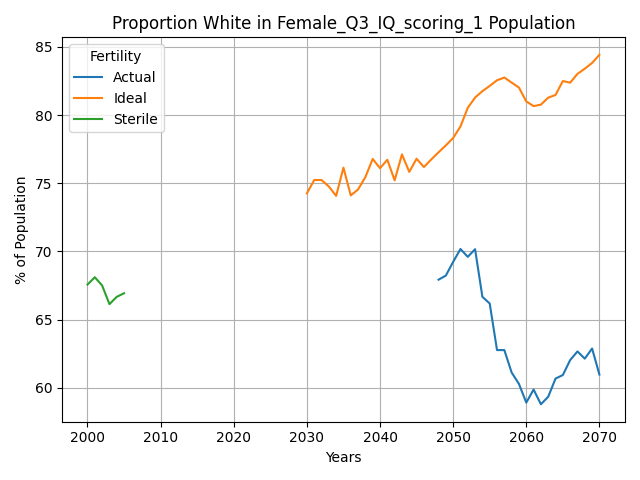 Proportion White in Female_Q3_IQ_scoring_1 Population
Fertility
Actual
Ideal
Sterile
% of Population
85
80
75
70
65
60
2000 2010 2020 2030 2040 2050 2060 2070
Years